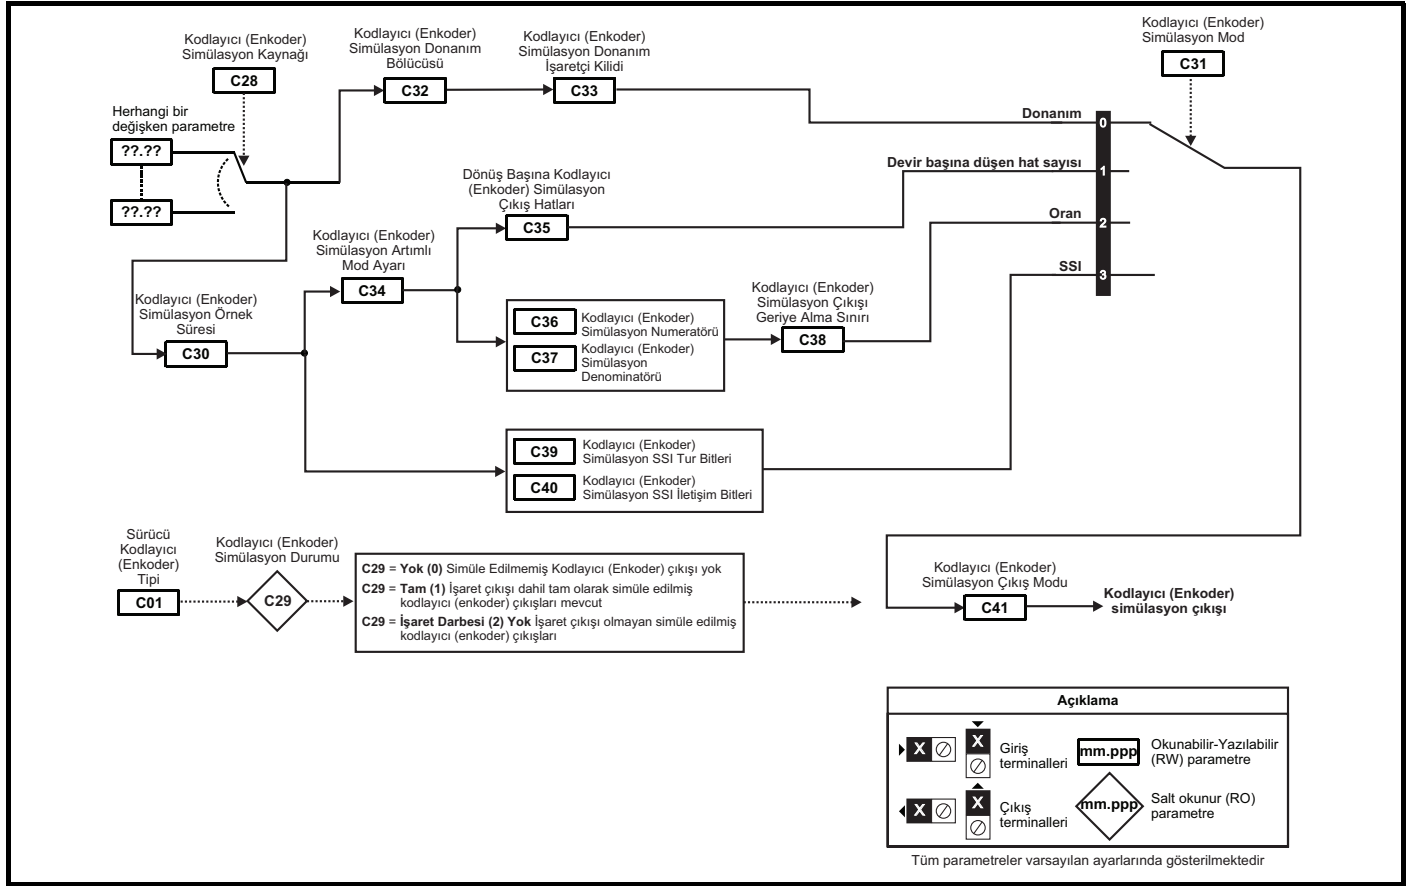 Kodlayıcı (Enkoder)
Simülasyon Kaynağı
C28
Kodlayıcı (Enkoder)
Simülasyon Donanım
Bölücüsü
C32
Kodlayıcı (Enkoder)
Simülasyon Donanım
İşaretçi Kilidi
C33
Kodlayıcı (Enkoder)
Simülasyon Mod
C31
Herhangi bir
değişken parametre
??.??
??.??
Donanım
0
Devir başına düşen hat sayısı
1
Oran
2
SSI
3
Dönüş Başına Kodlayıcı
(Enkoder) Simülasyon
Çıkış Hatları
C35
Kodlayıcı (Enkoder)
Simülasyon Artımlı
Mod Ayarı
C34
Kodlayıcı (Enkoder)
Simülasyon Örnek
Süresi
C30
C36
Kodlayıcı (Enkoder)
Simülasyon Numeratörü
C37
Kodlayıcı (Enkoder)
Simülasyon
Denominatörü
Kodlayıcı (Enkoder)
Simülasyon Çıkışı
Geriye Alma Sınırı
C38
C39
Kodlayıcı (Enkoder)
Simülasyon SSI Tur Bitleri
C40
Kodlayıcı (Enkoder)
Simülasyon SSI İletişim Bitleri
Sürücü
Kodlayıcı
(Enkoder)
Tipi
C01
Kodlayıcı (Enkoder)
Simülasyon Durumu
C29
C29 = Yok (0) Simüle Edilmemiş Kodlayıcı (Enkoder) çıkışı yok
C29 = Tam (1) İşaret çıkışı dahil tam olarak simüle edilmiş
kodlayıcı (enkoder) çıkışları mevcut
C29 = İşaret Darbesi (2) Yok İşaret çıkışı olmayan simüle edilmiş
kodlayıcı (enkoder) çıkışları
Kodlayıcı (Enkoder)
Simülasyon Çıkış Modu
C41
Kodlayıcı (Enkoder)
simülasyon çıkışı
Açıklama
X
X
Giriş
terminalleri
mm.ppp
Okunabilir-Yazılabilir
(RW) parametre
X
X
Çıkış
terminalleri
mm.ppp
Salt okunur (RO)
parametre
Tüm parametreler varsayılan ayarlarında gösterilmektedir